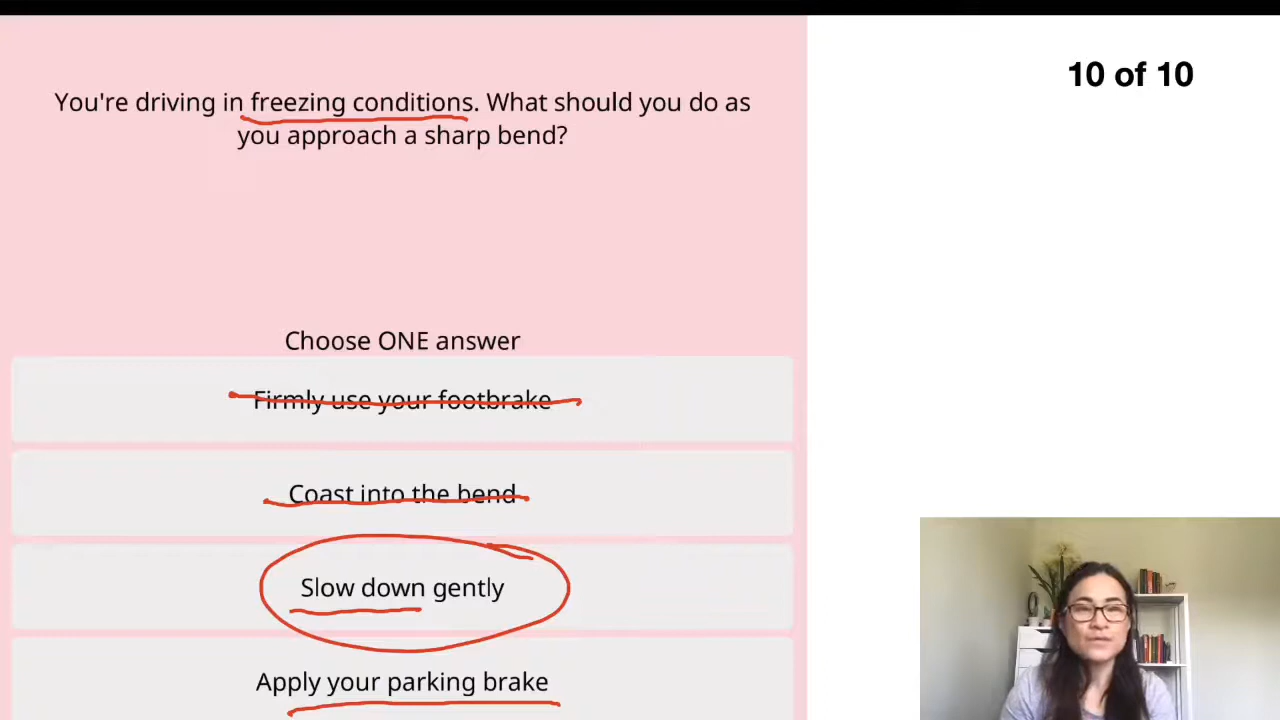 You're driving in freezing conditions. What should you do as
you approach a sharp bend?
10 of 10
Choose ONE answer
Firmly use your footbrake
Coast into the bend
Slow down gently
Apply your parking brake